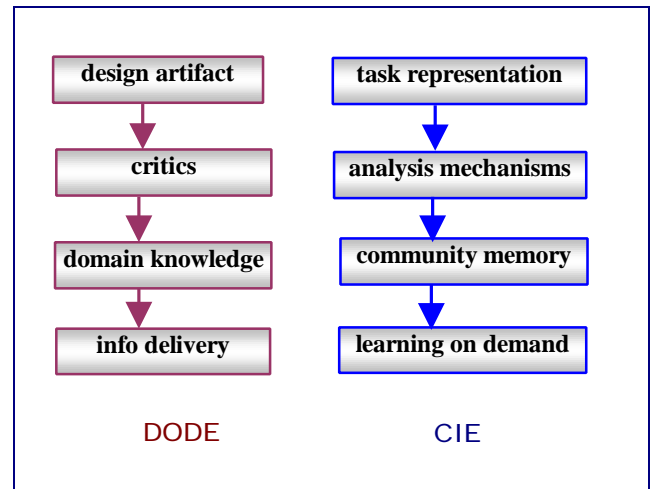 design artifact
critics
domain knowledge
info delivery
DODE
task representation
analysis mechanisms
community memory
learning on demand
CIE